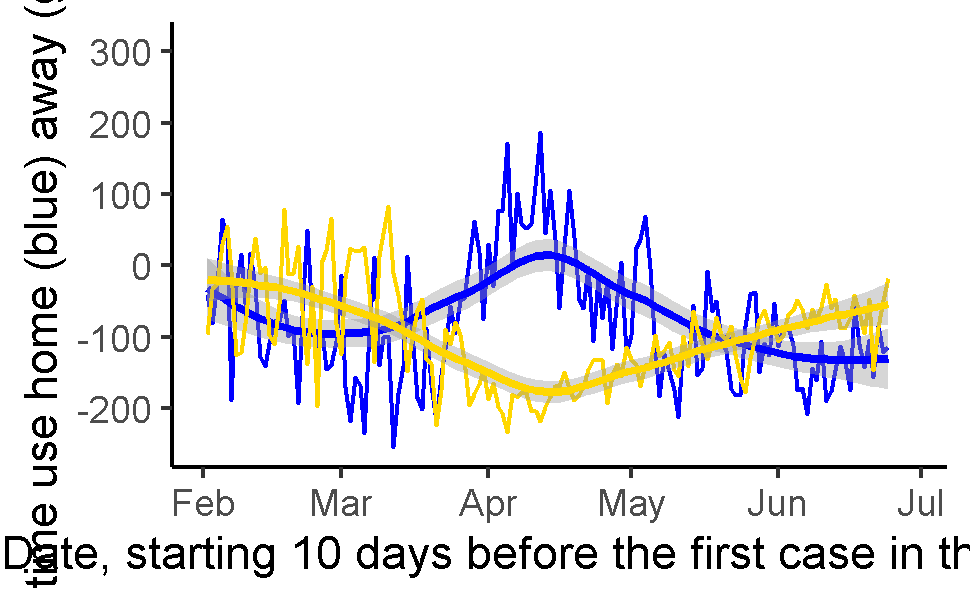 time use home (blue) away (
300
200
100
0
-100
-200
Feb Mar Apr May Jun Jul
Date, starting 10 days before the first case in th